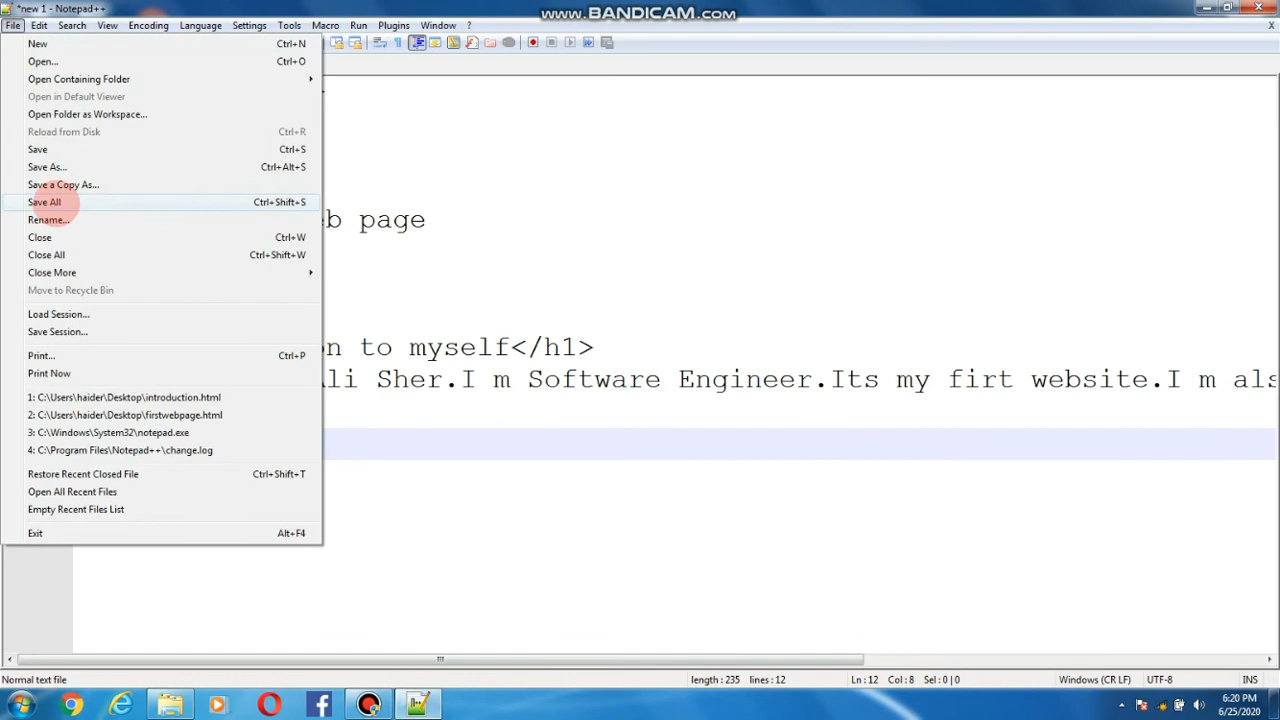 *new 1 - Notepad++
www.BANDICAM.com
File Edit Search View Encoding Language Settings Tools Macro Run Plugins Window X
New Ctrl+N
Open... Ctrl+O
Open Containing Folder
Open in Default Viewer
Open Folder as Workspace...
Reload from Disk Ctrl+R
Save Ctrl+S
Save As... Ctrl+Alt+S
Save a Copy As...
Save All Ctrl+Shift+S
Rename...
Close Ctrl+W
Close All Ctrl+Shift+W
Close More
Move to Recycle Bin
Load Session...
Save Session...
Print... Ctrl+P
Print Now
1: C:\Users\haider\Desktop\introduction.html
2: C:\Users\haider\Desktop\firstwebpage.html
3: C:\Windows\System32\notepad.exe
4: C:\Program Files\Notepad++\change.log
Restore Recent Closed File Ctrl+Shift+T
Open All Recent Files
Empty Recent Files List
Exit Alt+F4
eb page
on to myself</h1>
Ali Sher.I m Software Engineer.Its my firt website.I m als
Normal text file length : 235 lines : 12 Ln : 12 Col : 8 Sel : 0 | 0 Windows (CR LF) UTF-8 INS
6:20 PM
6/25/2020